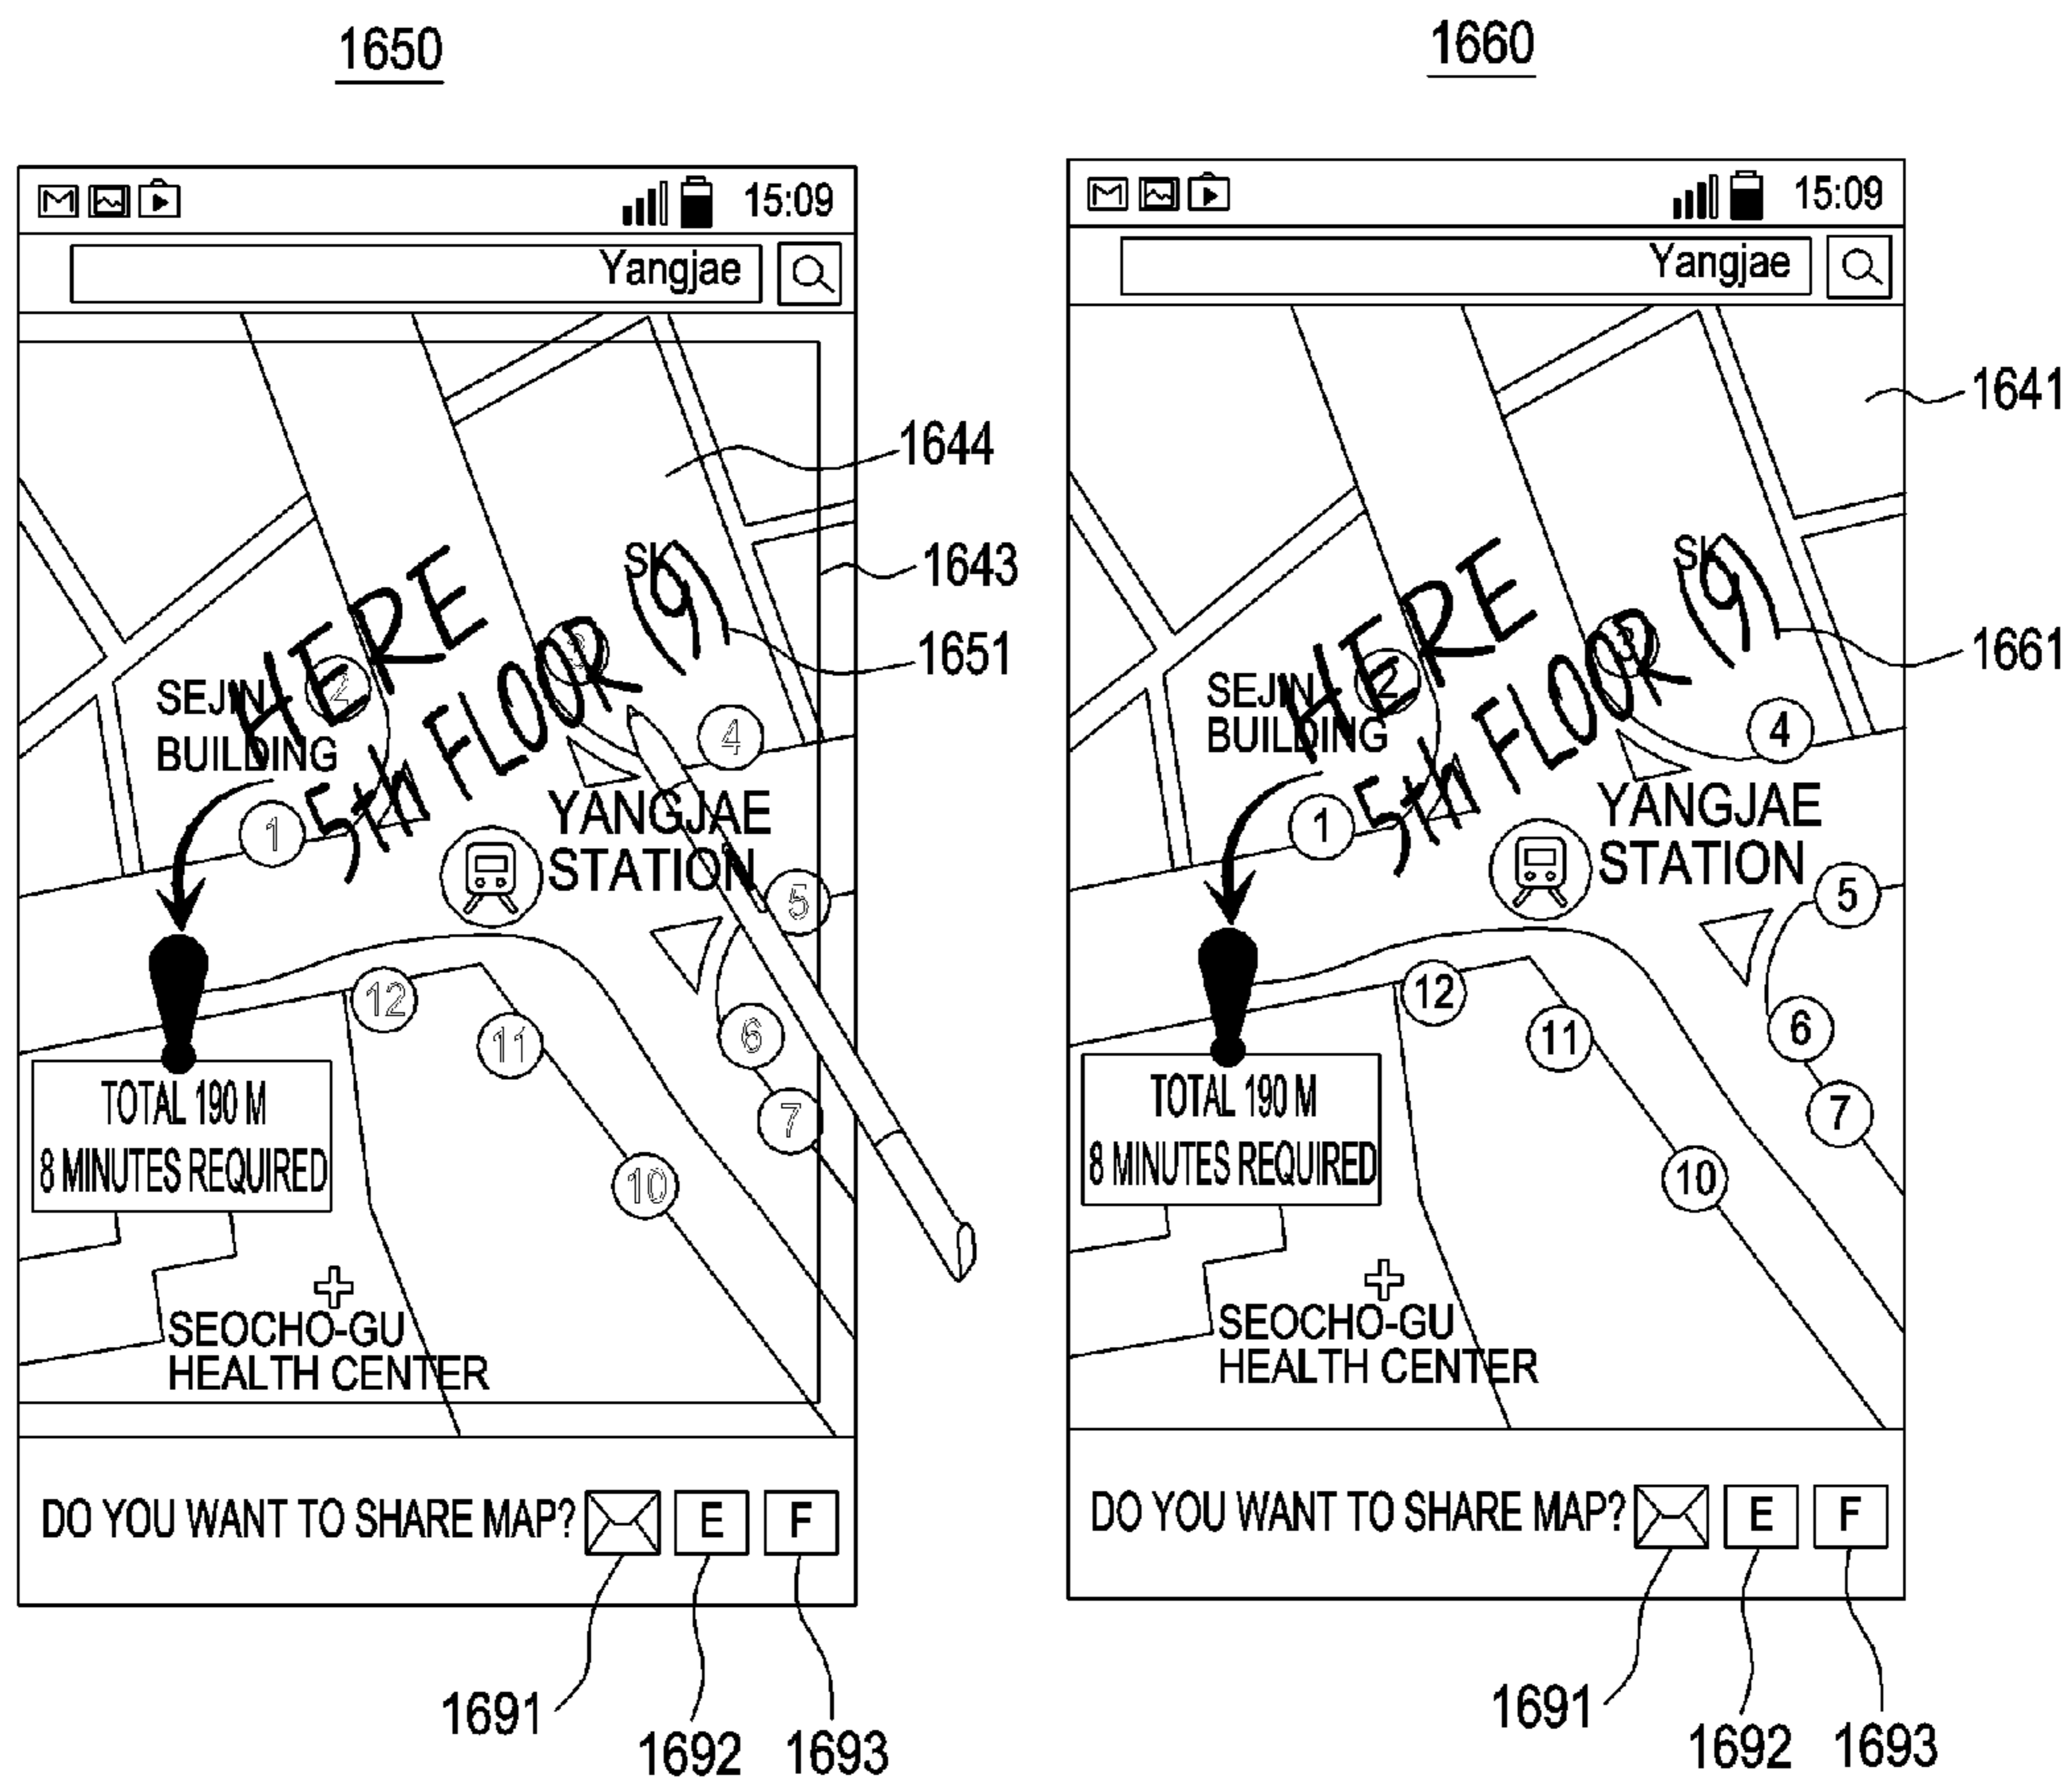 1650
15:09
Yangjae
1644
SK
1643
HERE
5th FLOOR (9)
1651
3
2
SEJIN
BUILDING
4
1
YANGJAE
STATION
5
12
11
6
TOTAL 190 M
8 MINUTES REQUIRED
7
10
SEOCHO-GU
HEALTH CENTER
DO YOU WANT TO SHARE MAP? E F
1691
1692
1693
1660
15:09
Yangjae
1641
SK
HERE
5th FLOOR (9)
1661
3
2
SEJIN
BUILDING
4
1
YANGJAE
STATION
5
12
11
6
TOTAL 190 M
8 MINUTES REQUIRED
7
10
SEOCHO-GU
HEALTH CENTER
DO YOU WANT TO SHARE MAP? E F
1691
1692
1693